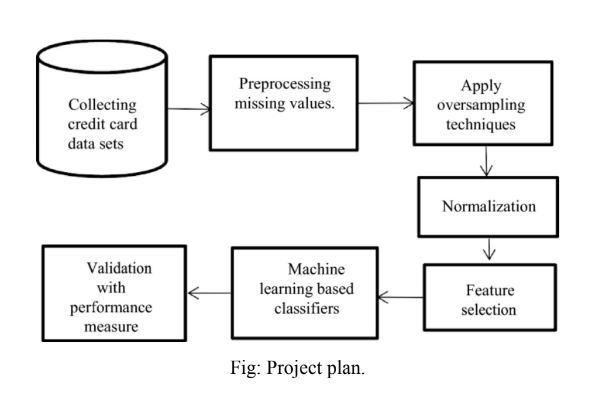 Collecting
credit card
data sets
Preprocessing
missing values.
Apply
oversampling
techniques
Normalization
Feature
selection
Machine
learning based
classifiers
Validation
with
performance
measure
Fig: Project plan.